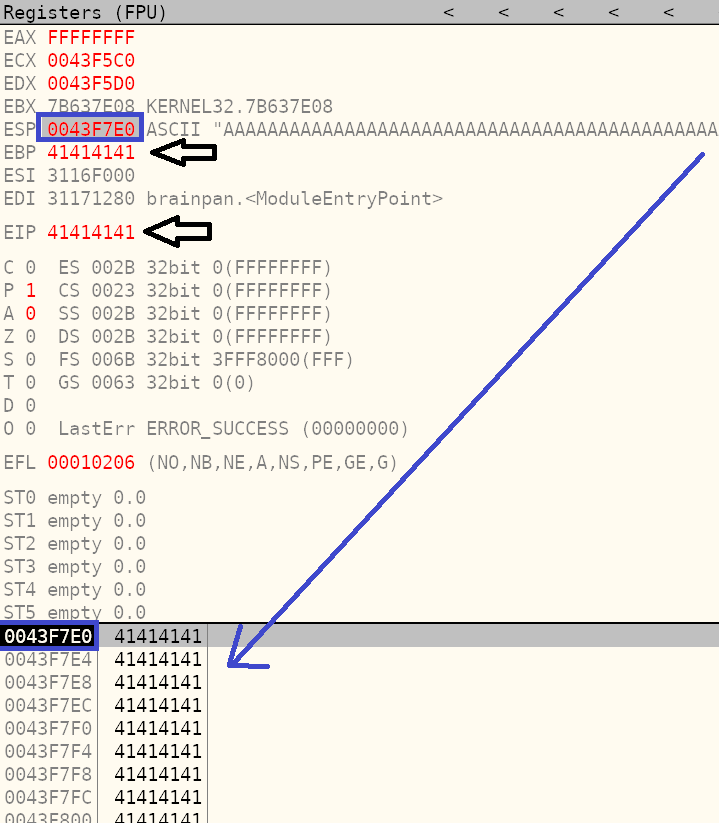 Registers (FPU) < < < < <
EAX FFFFFFFF
ECX 0043F5C0
EDX 0043F5D0
EBX 7B637E08 KERNEL32.7B637E08
ESP 0043F7E0 ASCII "AAAAAAAAAAAAAAAAAAAAAAAAAAAAAAAAAAAAAAAAAAAAA
EBP 41414141
ESI 3116F000
EDI 31171280 brainpan.<ModuleEntryPoint>
EIP 41414141
C 0 ES 002B 32bit 0(FFFFFFFF)
P 1 CS 0023 32bit 0(FFFFFFFF)
A 0 SS 002B 32bit 0(FFFFFFFF)
Z 0 DS 002B 32bit 0(FFFFFFFF)
S 0 FS 006B 32bit 3FFF8000(FFF)
T 0 GS 0063 32bit 0(0)
D 0
O 0 LastErr ERROR_SUCCESS (00000000)
EFL 00010206 (NO,NB,NE,A,NS,PE,GE,G)
ST0 empty 0.0
ST1 empty 0.0
ST2 empty 0.0
ST3 empty 0.0
ST4 empty 0.0
ST5 empty 0.0
0043F7E0 41414141
0043F7E4 41414141
0043F7E8 41414141
0043F7EC 41414141
0043F7F0 41414141
0043F7F4 41414141
0043F7F8 41414141
0043F7FC 41414141
0043F800 41414141